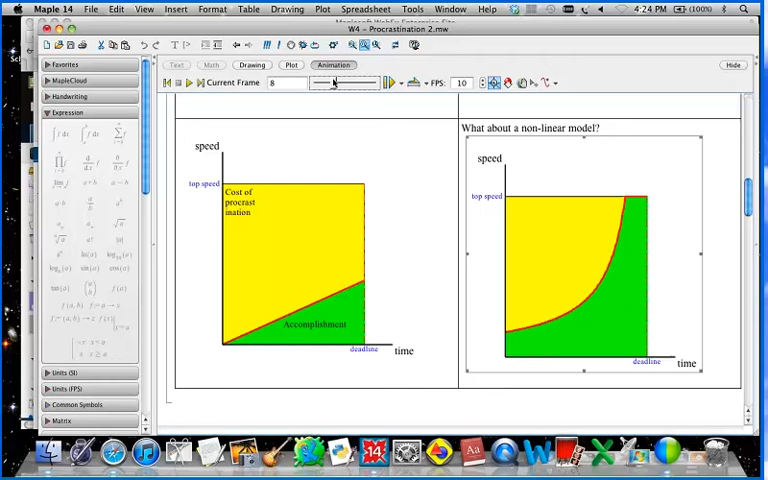 Maple 14 File Edit View Insert Format Table Drawing Plot Spreadsheet Tools Window Help (100%) 4:24 PM
W4 - Procrastination 2.mw
Text Math Drawing Plot Animation Hide
Current Frame 8 FPS: 10
Favorites
MapleCloud
Handwriting
Expression
Units (SI)
Units (FPS)
Common Symbols
Matrix
speed
top speed
Cost of
procrast
ination
Accomplishment
deadline
time
What about a non-linear model?
speed
top speed
deadline
time